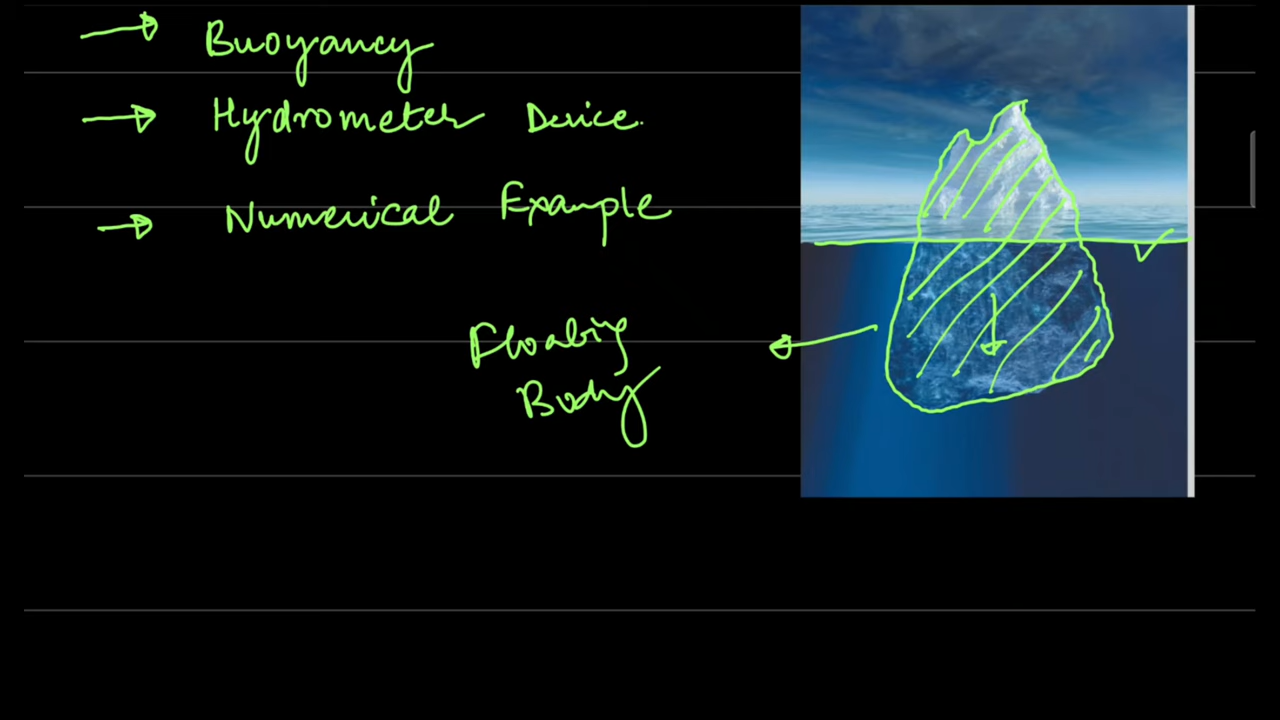 → Buoyancy
→ Hydrometer Device.
→ Numerical Example
Floating
Body